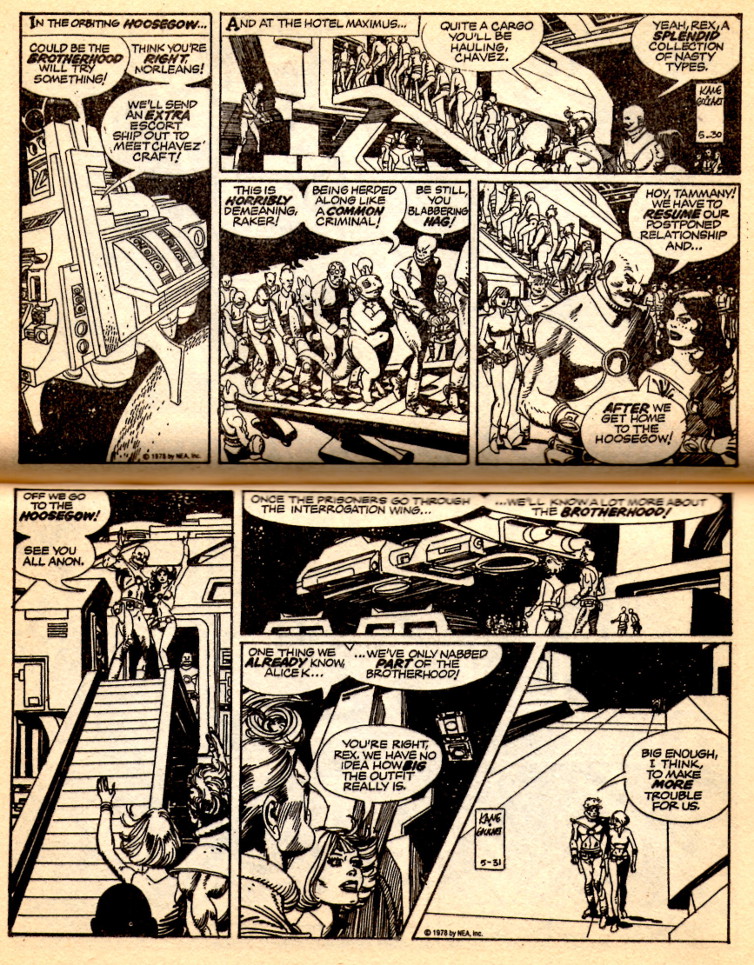 IN THE ORBITING HOOSEGOW...
COULD BE THE
BROTHERHOOD
WILL TRY
SOMETHING!
THINK YOU'RE
RIGHT,
NORLEANS!
WE'LL SEND
AN EXTRA
ESCORT
SHIP OUT TO
MEET CHAVEZ'
CRAFT!
© 1978 by NEA, Inc.
AND AT THE HOTEL MAXIMUS...
QUITE A CARGO
YOU'LL BE
HAULING,
CHAVEZ.
YEAH, REX, A
SPLENDID
COLLECTION
OF NASTY
TYPES.
KANE
GOULART
5-30
THIS IS
HORRIBLY
DEMEANING,
RAKER!
BEING HERDED
ALONG LIKE
A COMMON
CRIMINAL!
BE STILL,
YOU
BLABBERING
HAG!
HOY, TAMMANY!
WE HAVE TO
RESUME OUR
POSTPONED
RELATIONSHIP
AND...
AFTER WE
GET HOME
TO THE
HOOSEGOW!
OFF WE GO
TO THE
HOOSEGOW!
SEE YOU
ALL ANON.
ONCE THE PRISONERS GO THROUGH
THE INTERROGATION WING...
...WE'LL KNOW A LOT MORE ABOUT
THE BROTHERHOOD!
ONE THING WE
ALREADY KNOW,
ALICE K...
...WE'VE ONLY NABBED
PART OF THE
BROTHERHOOD!
YOU'RE RIGHT,
REX. WE HAVE NO
IDEA HOW BIG
THE OUTFIT
REALLY IS.
BIG ENOUGH,
I THINK,
TO MAKE
MORE
TROUBLE
FOR US.
KANE
GOULART
5-31
© 1978 by NEA, Inc.